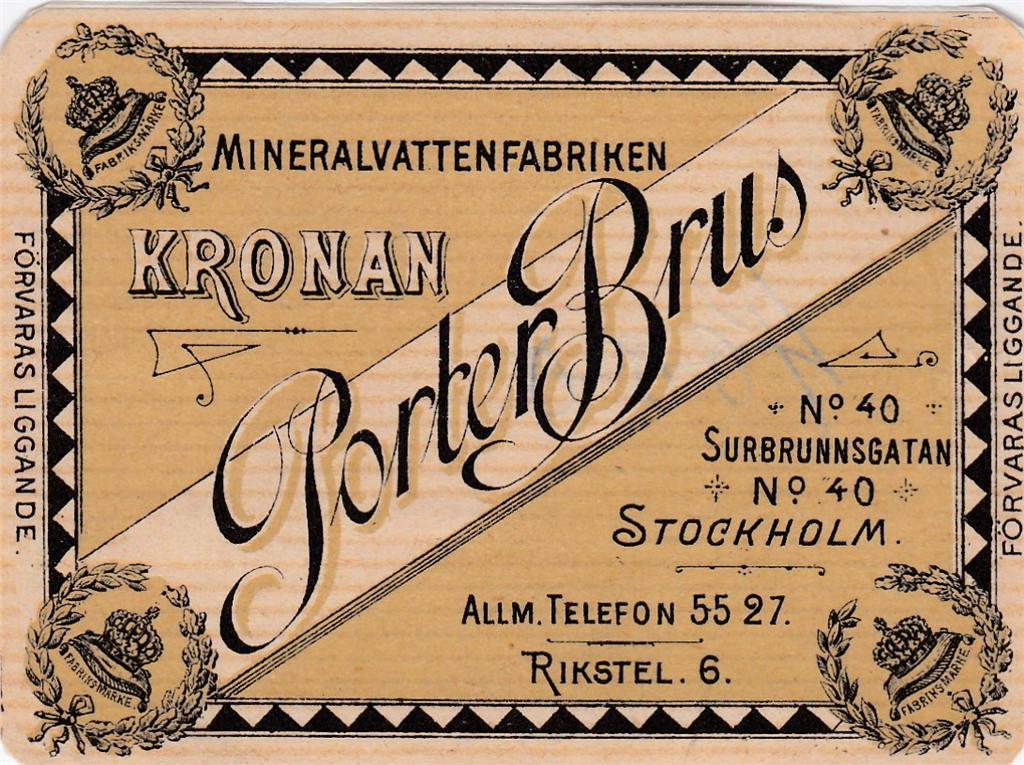 FABRIKSMÄRKE
FABRIKSMÄRKE
MINERALVATTENFABRIKEN
KRONAN
Porter Brus
FÖRVARAS LIGGANDE.
FÖRVARAS LIGGANDE.
No 40
SURBRUNNSGATAN
No 40
STOCKHOLM.
ALLM. TELEFON 55 27.
RIKSTEL. 6.
FABRIKSMÄRKE
FABRIKSMÄRKE